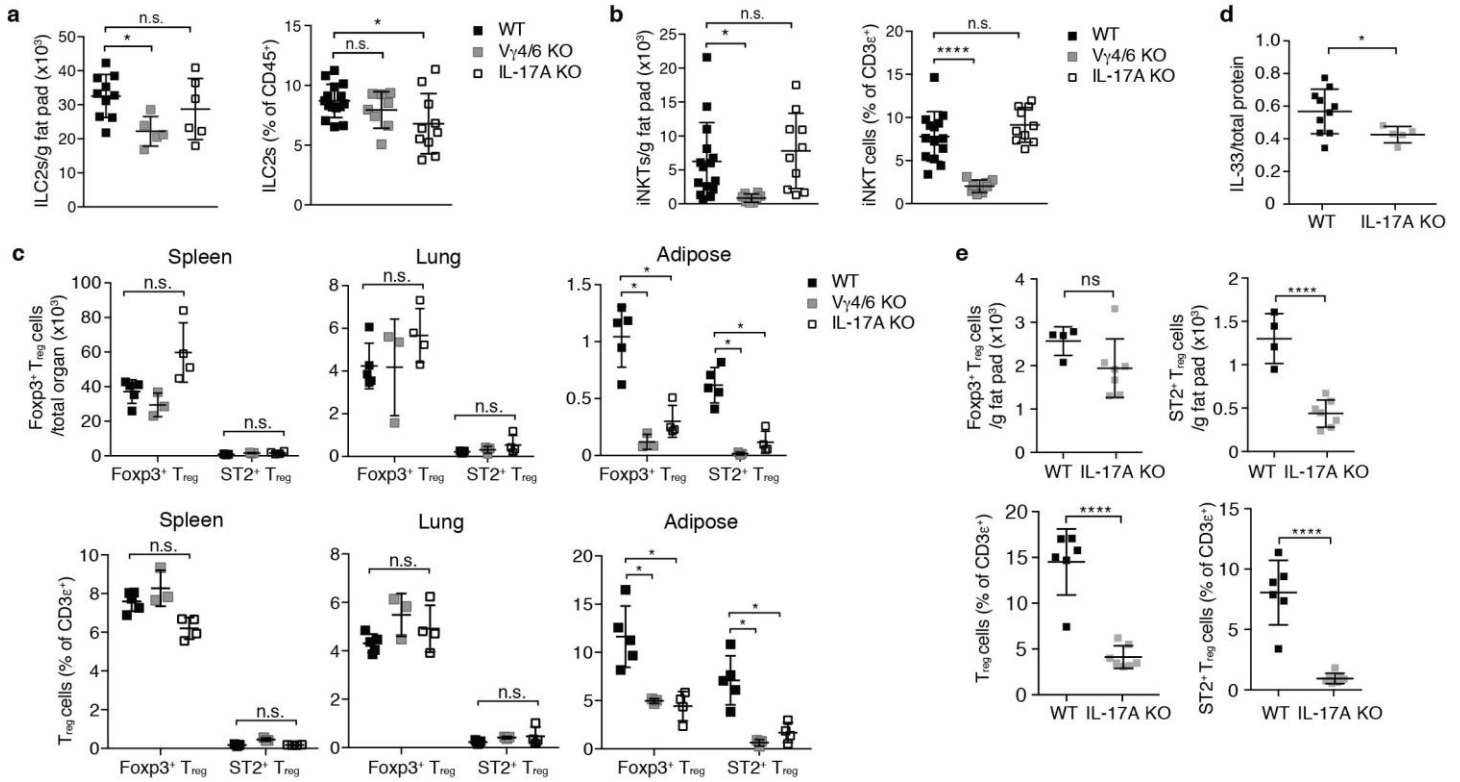 a
ILC2s/g fat pad (x10³)
50
40
30
20
10
0
n.s.
*
ILC2s (% of CD45⁺)
15
10
5
0
*
n.s.
WT
Vγ4/6 KO
IL-17A KO
b
iNKTs/g fat pad (x10³)
25
20
15
10
5
0
n.s.
*
iNKT cells (% of CD3ε⁺)
20
15
10
5
0
n.s.
****
WT
Vγ4/6 KO
IL-17A KO
d
IL-33/total protein
1.0
0.8
0.6
0.4
0.2
0
*
WT IL-17A KO
c
Spleen
Foxp3⁺ Treg cells
/total organ (x10³)
100
80
60
40
20
0
n.s.
n.s.
Foxp3⁺ Treg ST2⁺ Treg
Lung
8
6
4
2
0
n.s.
n.s.
Foxp3⁺ Treg ST2⁺ Treg
Adipose
1.5
1
0.5
0
*
*
*
*
Foxp3⁺ Treg ST2⁺ Treg
WT
Vγ4/6 KO
IL-17A KO
Spleen
Treg cells (% of CD3ε⁺)
10
8
6
4
2
0
n.s.
n.s.
Foxp3⁺ Treg ST2⁺ Treg
Lung
8
6
4
2
0
n.s.
n.s.
Foxp3⁺ Treg ST2⁺ Treg
Adipose
20
15
10
5
0
*
*
*
*
Foxp3⁺ Treg ST2⁺ Treg
e
Foxp3⁺ Treg cells
/g fat pad (x10³)
4
3
2
1
0
ns
WT IL-17A KO
ST2⁺ Treg cells
/g fat pad (x10³)
2
1.5
1
0.5
0
****
WT IL-17A KO
Treg cells (% of CD3ε⁺)
20
15
10
5
0
****
WT IL-17A KO
ST2⁺ Treg cells (% of CD3ε⁺)
15
10
5
0
****
WT IL-17A KO